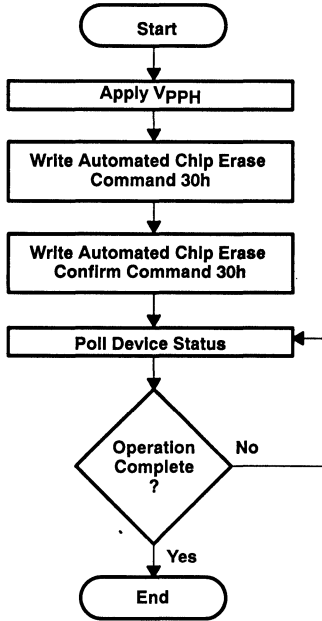 Start
Apply VPPH
Write Automated Chip Erase
Command 30h
Write Automated Chip Erase
Confirm Command 30h
Poll Device Status
Operation
Complete
?
No
Yes
End